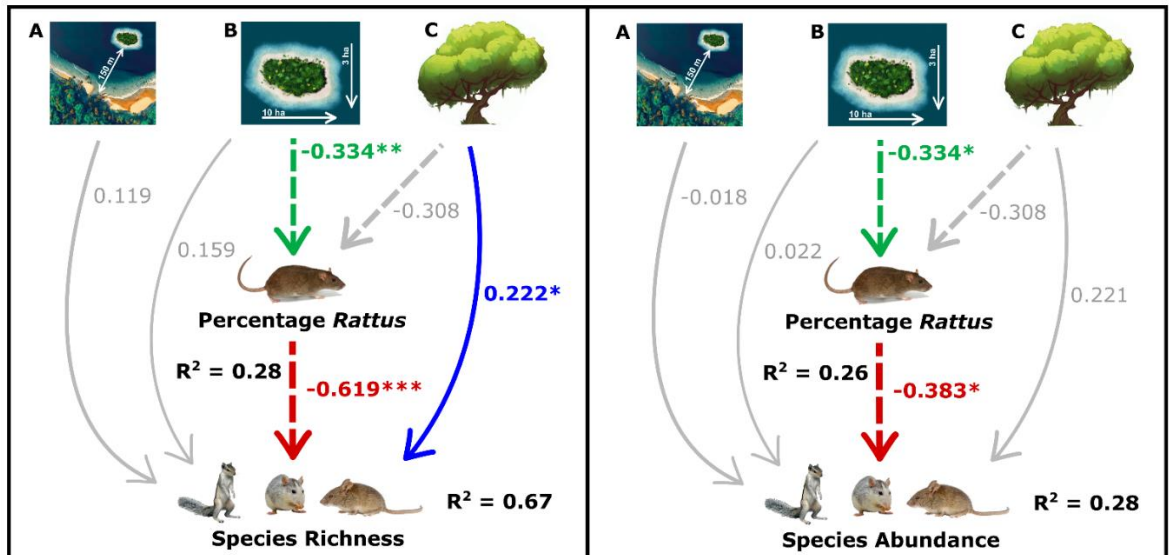 A
B
C
150 m
3 ha
10 ha
-0.334**
0.119
0.159
-0.308
0.222*
Percentage Rattus
R² = 0.28
-0.619***
R² = 0.67
Species Richness
A
B
C
150 m
3 ha
10 ha
-0.334*
-0.018
0.022
-0.308
0.221
Percentage Rattus
R² = 0.26
-0.383*
R² = 0.28
Species Abundance